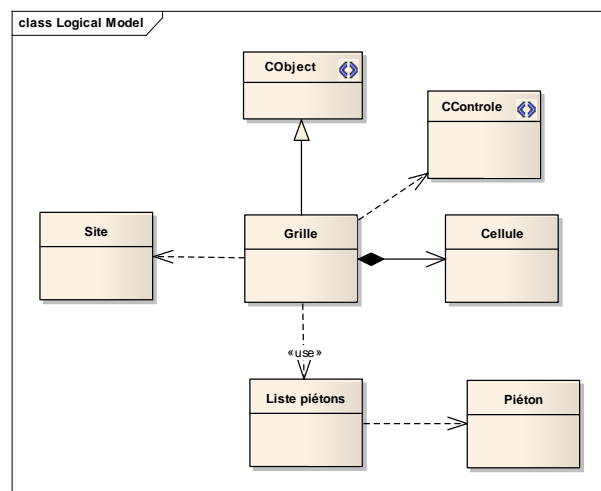 class Logical Model
CObject
CControle
Site
Grille
Cellule
«use»
Liste piétons
Piéton